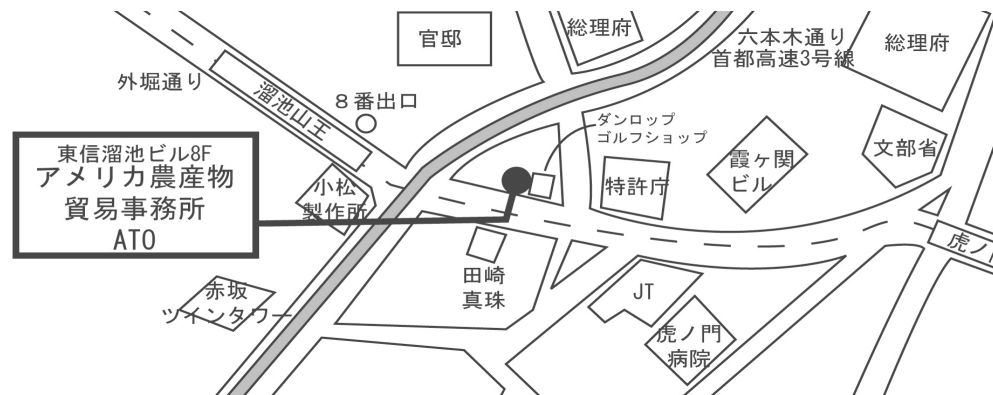 官邸
総理府
六本木通り
首都高速3号線
総理府
外堀通り
溜池山王
８番出口
ダンロップ
ゴルフショップ
東信溜池ビル8F
アメリカ農産物
貿易事務所
ATO
小松
製作所
特許庁
霞ヶ関
ビル
文部省
虎ノ門
田崎
真珠
JT
赤坂
ツインタワー
虎ノ門
病院